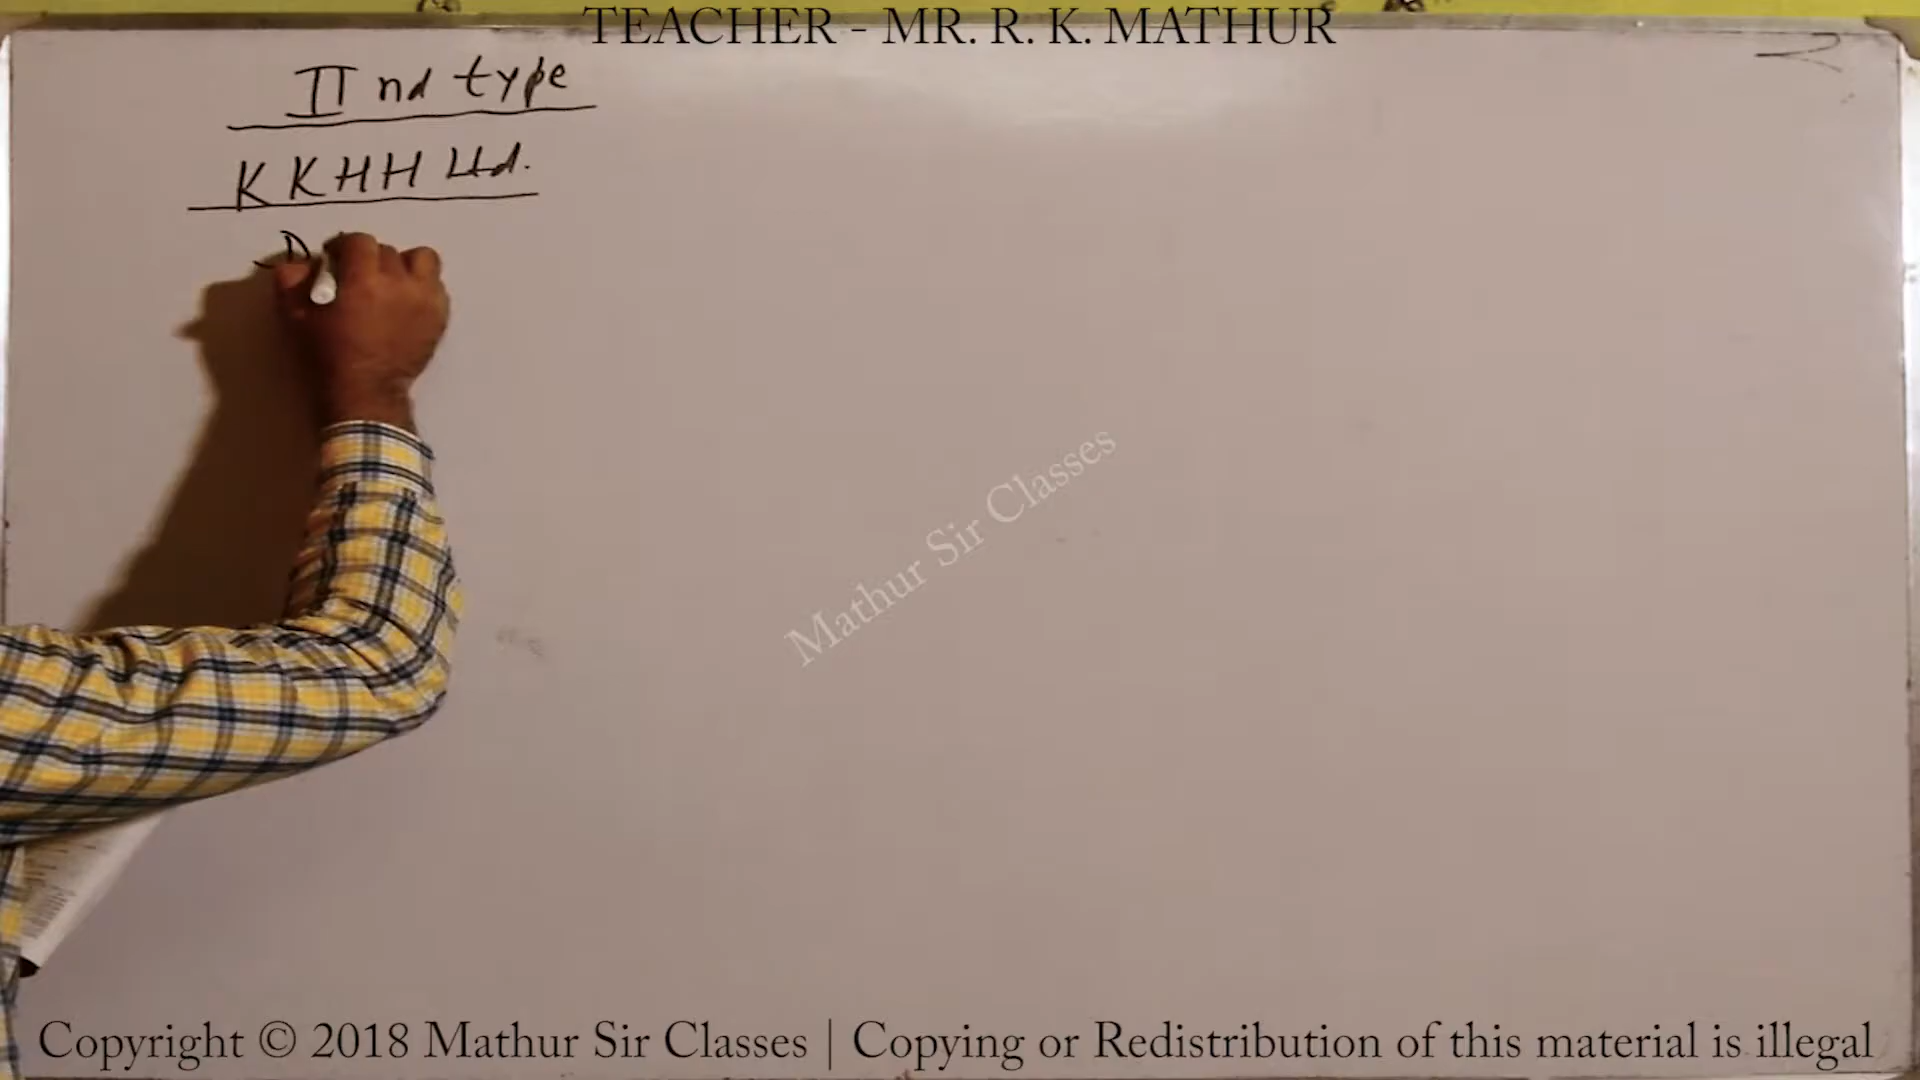 TEACHER - MR. R. K. MATHUR
II nd type
K K H H Ltd.
D
Mathur Sir Classes
Copyright © 2018 Mathur Sir Classes | Copying or Redistribution of this material is illegal